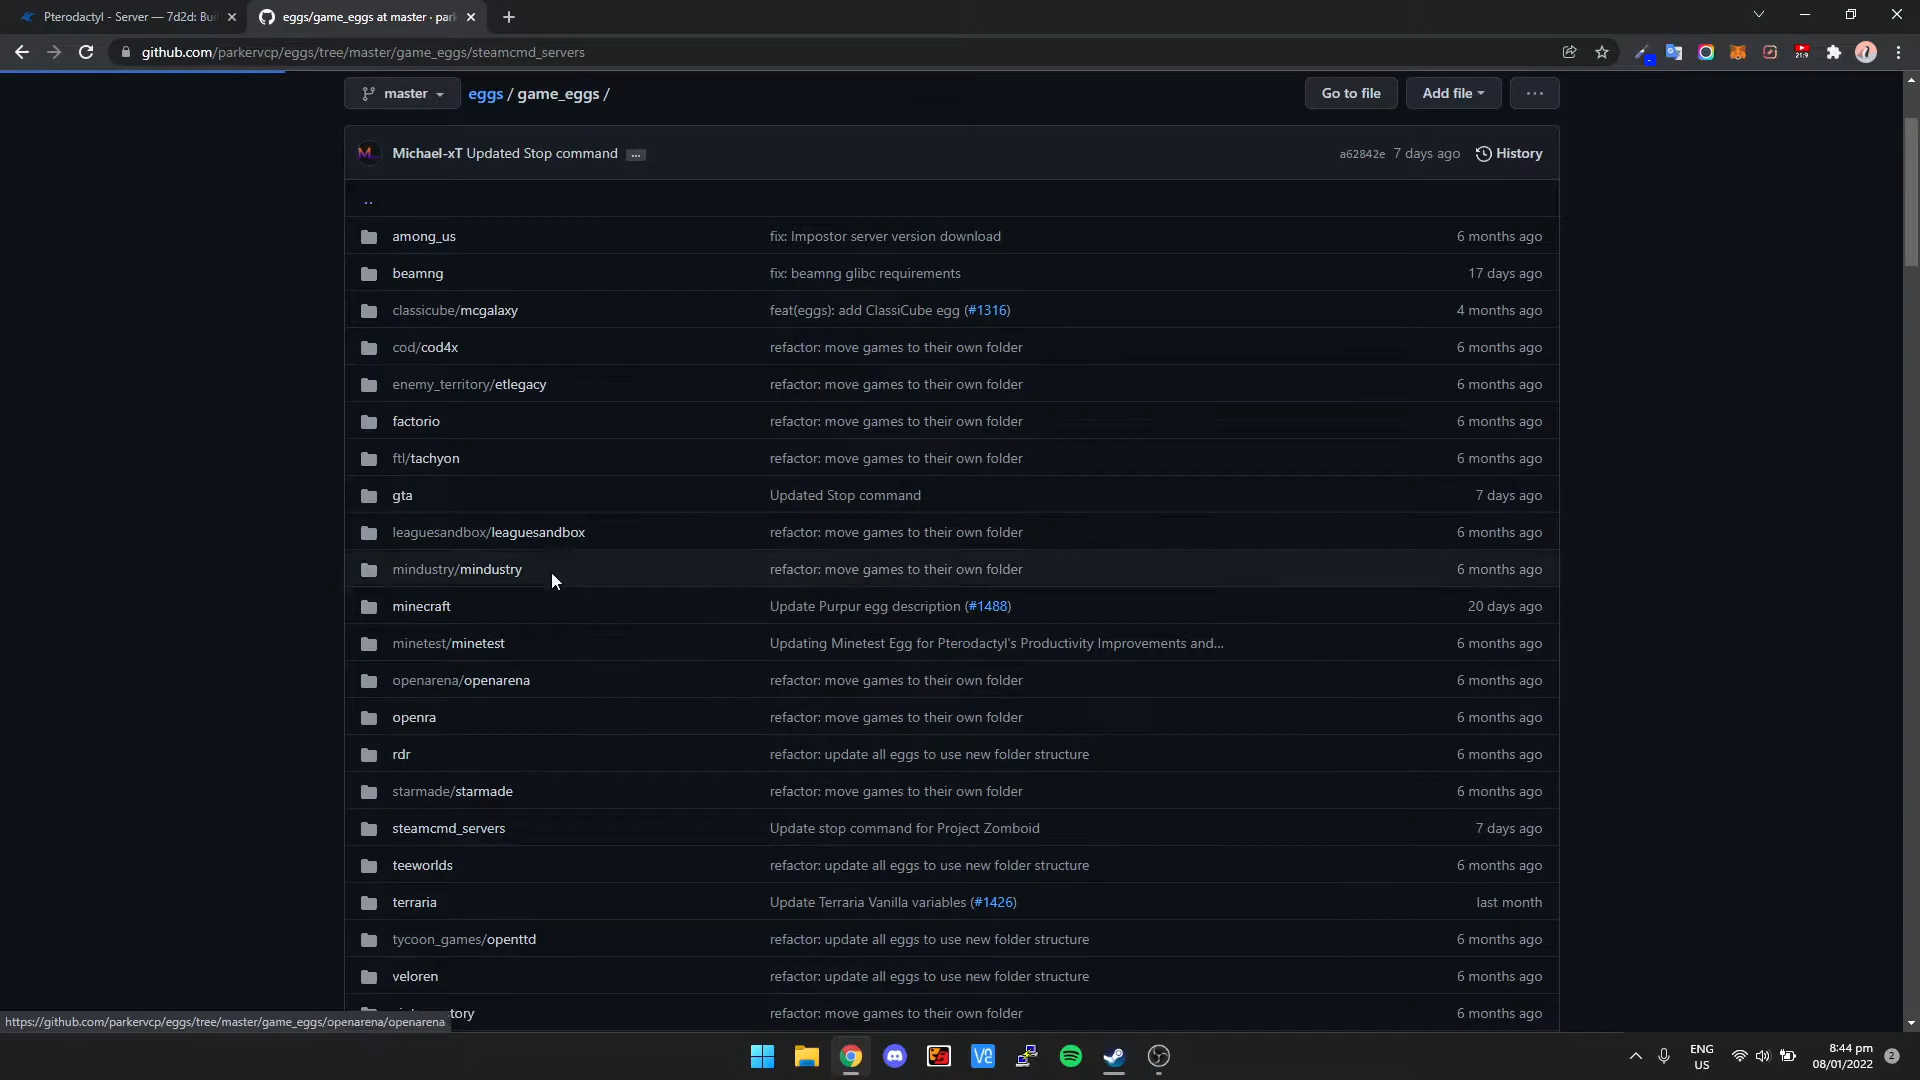 Pterodactyl - Server — 7d2d: Bui
eggs/game_eggs at master · park
github.com/parkervcp/eggs/tree/master/game_eggs/steamcmd_servers
21:9
master
eggs / game_eggs /
Go to file
Add file
...
M
Michael-xT Updated Stop command ...
a62842e 7 days ago History
..
among_us fix: Impostor server version download 6 months ago
beamng fix: beamng glibc requirements 17 days ago
classicube/mcgalaxy feat(eggs): add ClassiCube egg (#1316) 4 months ago
cod/cod4x refactor: move games to their own folder 6 months ago
enemy_territory/etlegacy refactor: move games to their own folder 6 months ago
factorio refactor: move games to their own folder 6 months ago
ftl/tachyon refactor: move games to their own folder 6 months ago
gta Updated Stop command 7 days ago
leaguesandbox/leaguesandbox refactor: move games to their own folder 6 months ago
mindustry/mindustry refactor: move games to their own folder 6 months ago
minecraft Update Purpur egg description (#1488) 20 days ago
minetest/minetest Updating Minetest Egg for Pterodactyl's Productivity Improvements and... 6 months ago
openarena/openarena refactor: move games to their own folder 6 months ago
openra refactor: move games to their own folder 6 months ago
rdr refactor: update all eggs to use new folder structure 6 months ago
starmade/starmade refactor: move games to their own folder 6 months ago
steamcmd_servers Update stop command for Project Zomboid 7 days ago
teeworlds refactor: update all eggs to use new folder structure 6 months ago
terraria Update Terraria Vanilla variables (#1426) last month
tycoon_games/openttd refactor: update all eggs to use new folder structure 6 months ago
veloren refactor: update all eggs to use new folder structure 6 months ago
tory refactor: move games to their own folder 6 months ago
https://github.com/parkervcp/eggs/tree/master/game_eggs/openarena/openarena
ENG
US
8:44 pm
08/01/2022
2